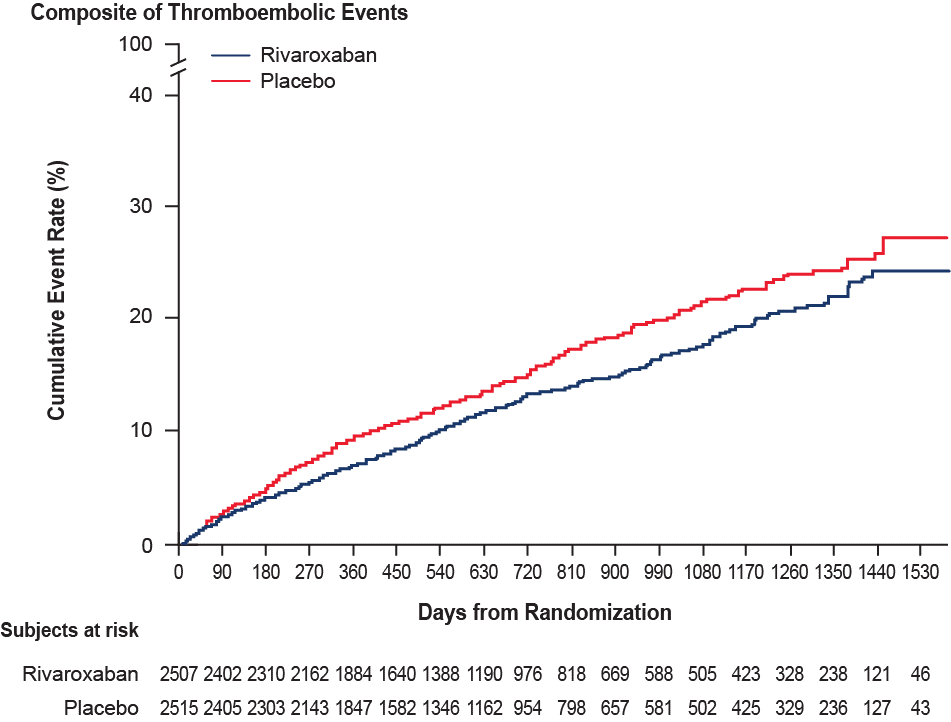 Composite of Thromboembolic Events
100
Rivaroxaban
Placebo
40
30
20
10
0
Cumulative Event Rate (%)
0 90 180 270 360 450 540 630 720 810 900 990 1080 1170 1260 1350 1440 1530
Days from Randomization
Subjects at risk
Rivaroxaban 2507 2402 2310 2162 1884 1640 1388 1190 976 818 669 588 505 423 328 238 121 46
Placebo 2515 2405 2303 2143 1847 1582 1346 1162 954 798 657 581 502 425 329 236 127 43